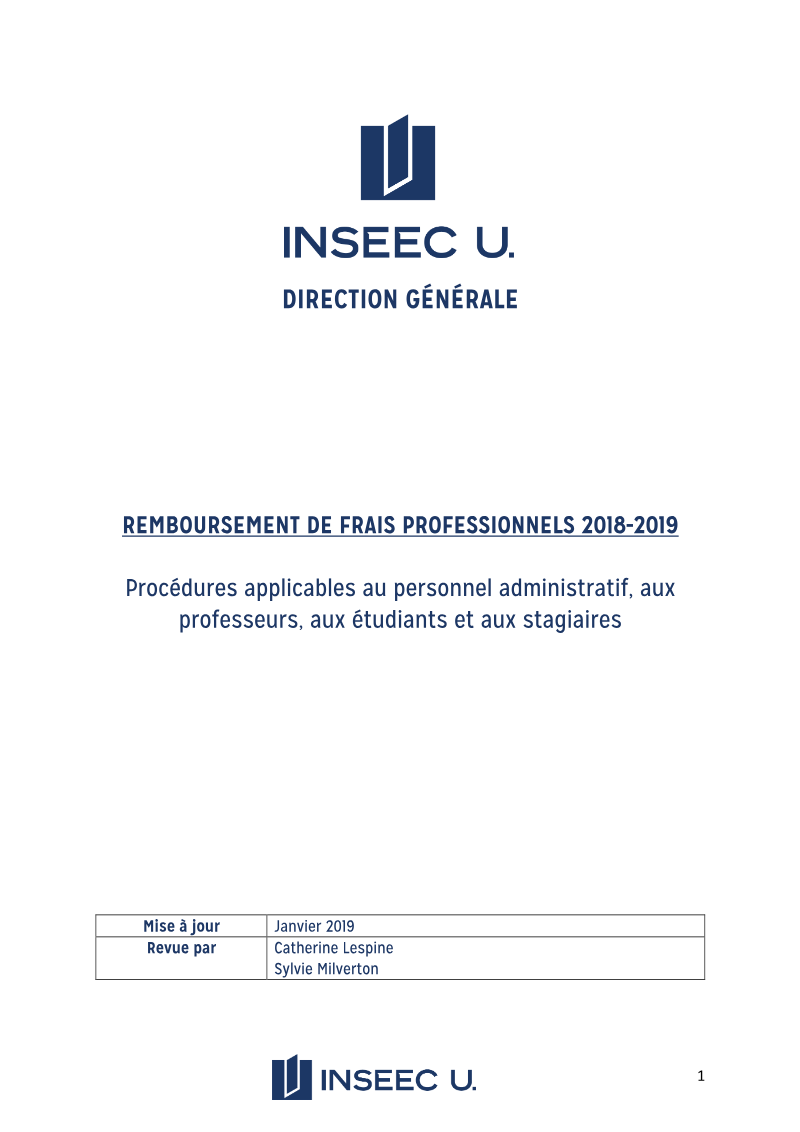 INSEEC U.
DIRECTION GÉNÉRALE
REMBOURSEMENT DE FRAIS PROFESSIONNELS 2018-2019
Procédures applicables au personnel administratif, aux
professeurs, aux étudiants et aux stagiaires
Mise à jour Janvier 2019
Revue par Catherine Lespine
Sylvie Milverton
INSEEC U.
1